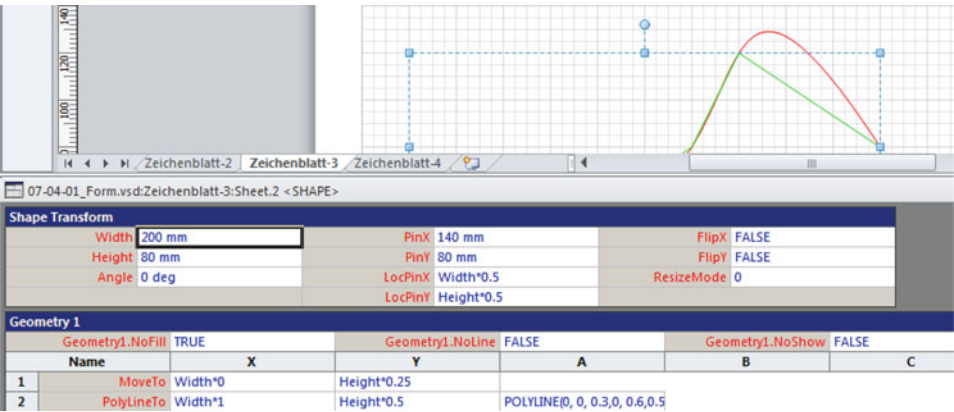 140
120
100
Zeichenblatt-2 Zeichenblatt-3 Zeichenblatt-4
07-04-01_Form.vsd:Zeichenblatt-3:Sheet.2 <SHAPE>
Shape Transform
Width 200 mm PinX 140 mm FlipX FALSE
Height 80 mm PinY 80 mm FlipY FALSE
Angle 0 deg LocPinX Width*0.5 ResizeMode 0
LocPinY Height*0.5
Geometry 1
Geometry1.NoFill TRUE Geometry1.NoLine FALSE Geometry1.NoShow FALSE
Name X Y A B C
1 MoveTo Width*0 Height*0.25
2 PolyLineTo Width*1 Height*0.5 POLYLINE(0, 0, 0.3,0, 0.6,0.5